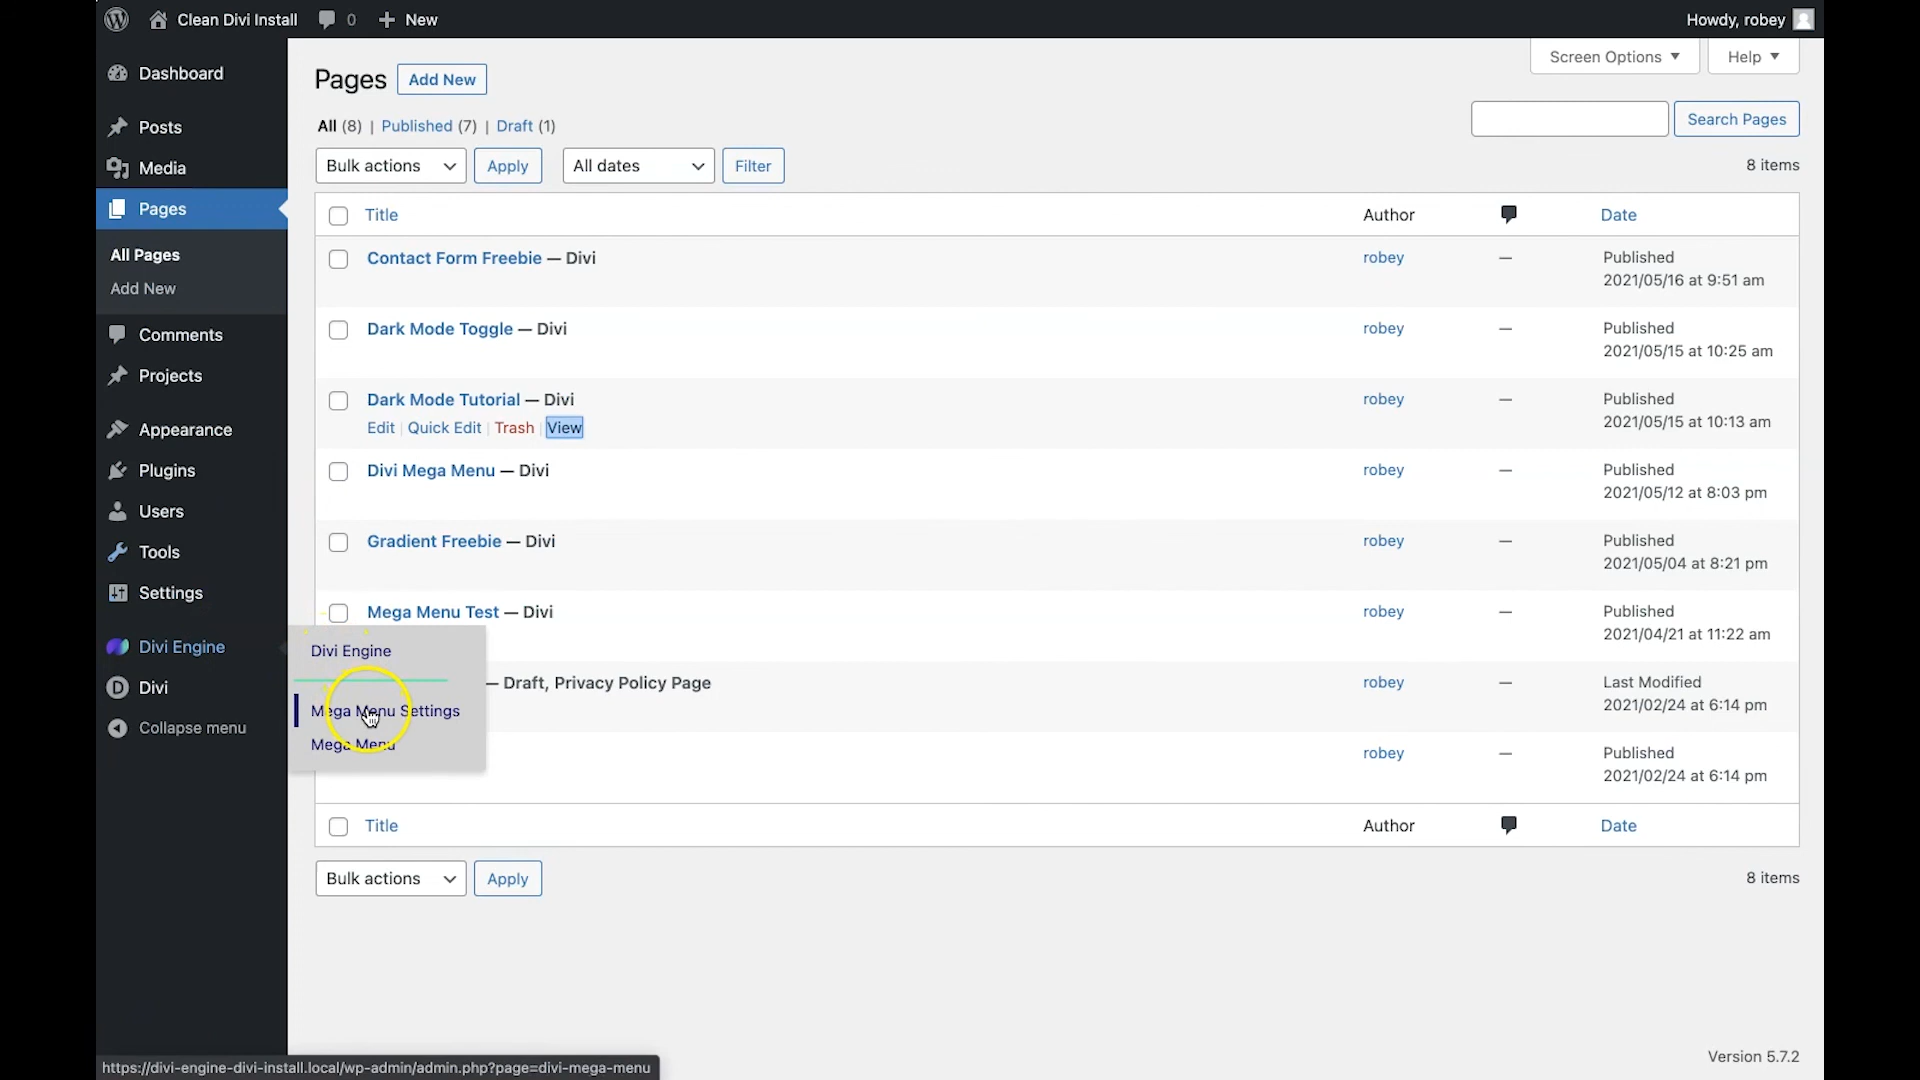 Clean Divi Install 0 New Howdy, robey
Dashboard
Posts
Media
Pages
All Pages
Add New
Comments
Projects
Appearance
Plugins
Users
Tools
Settings
Divi Engine
Divi
Collapse menu
Divi Engine
Mega Menu Settings
Mega Menu
Screen Options Help
Pages Add New
All (8) | Published (7) | Draft (1)
Search Pages
Bulk actions Apply All dates Filter 8 items
Title Author Date
Contact Form Freebie — Divi robey — Published
2021/05/16 at 9:51 am
Dark Mode Toggle — Divi robey — Published
2021/05/15 at 10:25 am
Dark Mode Tutorial — Divi robey — Published
2021/05/15 at 10:13 am
Edit | Quick Edit | Trash | View
Divi Mega Menu — Divi robey — Published
2021/05/12 at 8:03 pm
Gradient Freebie — Divi robey — Published
2021/05/04 at 8:21 pm
Mega Menu Test — Divi robey — Published
2021/04/21 at 11:22 am
— Draft, Privacy Policy Page robey — Last Modified
2021/02/24 at 6:14 pm
robey — Published
2021/02/24 at 6:14 pm
Title Author Date
Bulk actions Apply 8 items
Version 5.7.2
https://divi-engine-divi-install.local/wp-admin/admin.php?page=divi-mega-menu